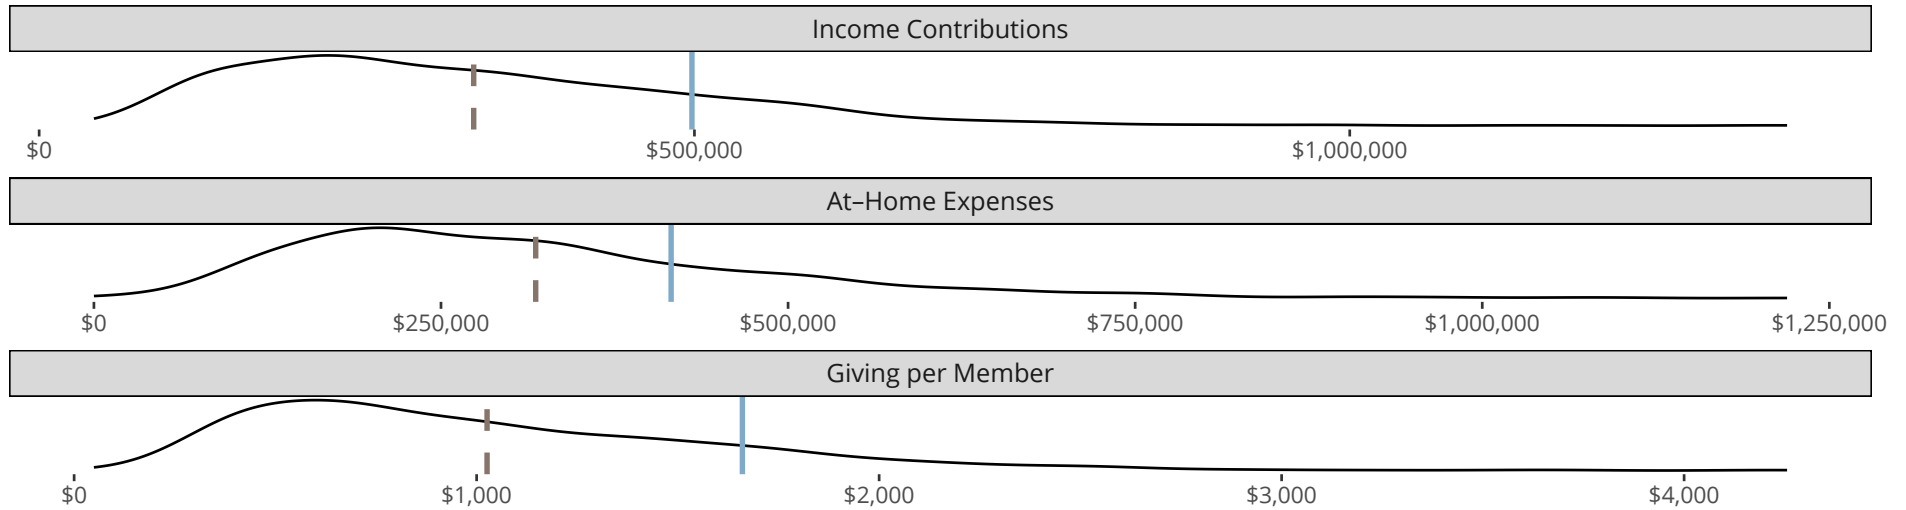 Income Contributions
$0 $500,000 $1,000,000
At–Home Expenses
$0 $250,000 $500,000 $750,000 $1,000,000 $1,250,000
Giving per Member
$0 $1,000 $2,000 $3,000 $4,000